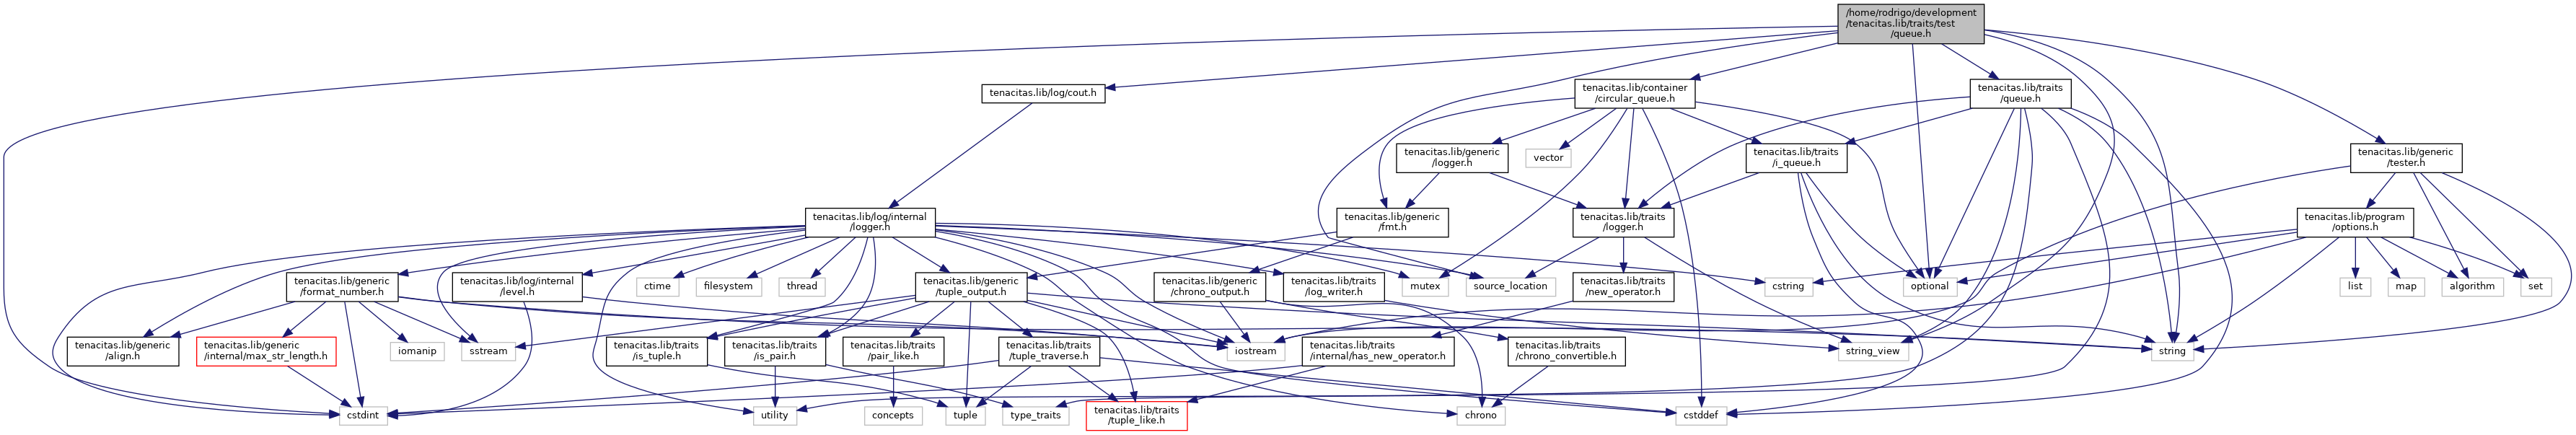 /home/rodrigo/development
/tenacitas.lib/traits/test
/queue.h
tenacitas.lib/log/cout.h
tenacitas.lib/container
/circular_queue.h
tenacitas.lib/traits
/queue.h
tenacitas.lib/generic
/logger.h
vector
tenacitas.lib/traits
/i_queue.h
tenacitas.lib/generic
/tester.h
tenacitas.lib/log/internal
/logger.h
tenacitas.lib/generic
/fmt.h
tenacitas.lib/traits
/logger.h
tenacitas.lib/program
/options.h
tenacitas.lib/generic
/format_number.h
tenacitas.lib/log/internal
/level.h
ctime
filesystem
thread
tenacitas.lib/generic
/tuple_output.h
tenacitas.lib/generic
/chrono_output.h
tenacitas.lib/traits
/log_writer.h
mutex
source_location
tenacitas.lib/traits
/new_operator.h
cstring
optional
list
map
algorithm
set
tenacitas.lib/generic
/align.h
tenacitas.lib/generic
/internal/max_str_length.h
iomanip
sstream
tenacitas.lib/traits
/is_tuple.h
tenacitas.lib/traits
/is_pair.h
tenacitas.lib/traits
/pair_like.h
tenacitas.lib/traits
/tuple_traverse.h
iostream
tenacitas.lib/traits
/internal/has_new_operator.h
tenacitas.lib/traits
/chrono_convertible.h
string_view
string
cstdint
utility
concepts
tuple
type_traits
tenacitas.lib/traits
/tuple_like.h
chrono
cstddef